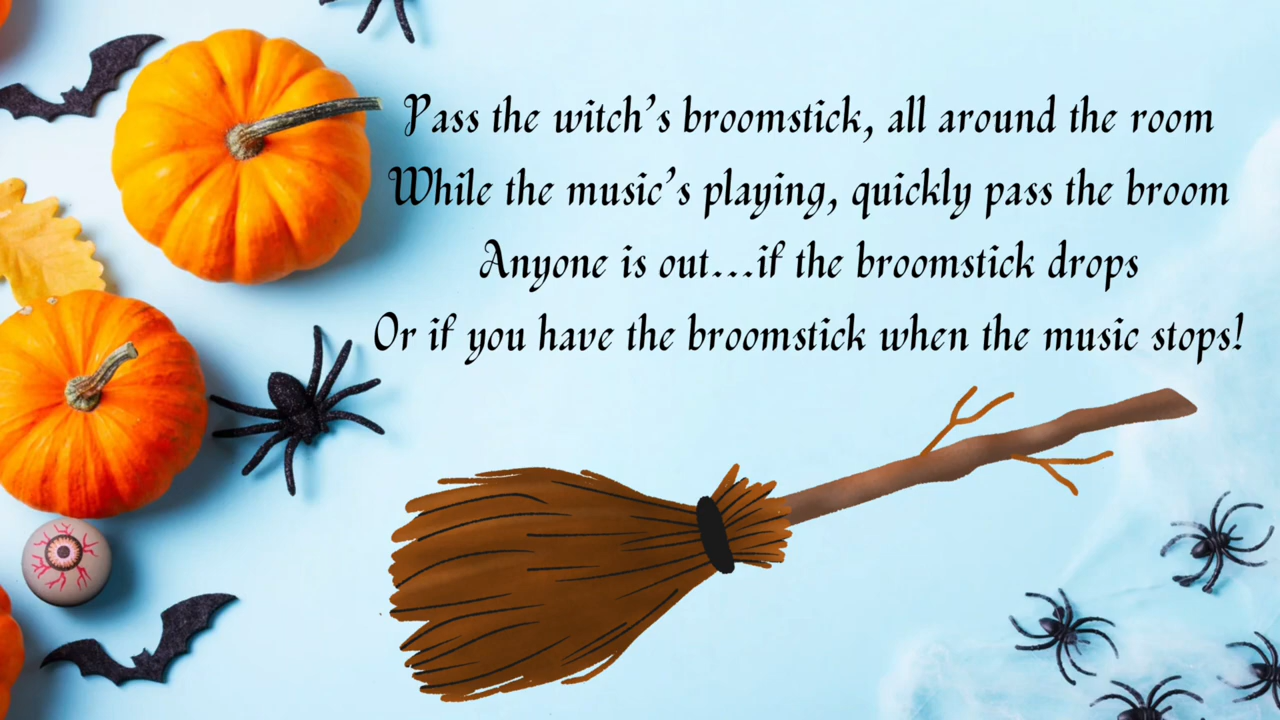 Pass the witch’s broomstick, all around the room
While the music’s playing, quickly pass the broom
Anyone is out...if the broomstick drops
Or if you have the broomstick when the music stops!